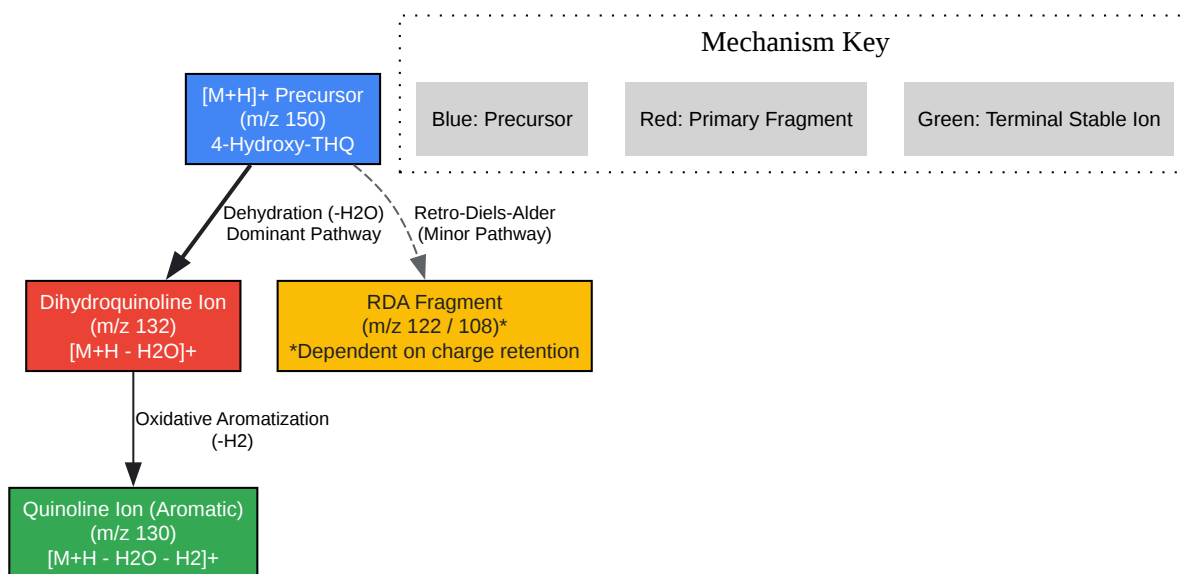 Mechanism Key
Blue: Precursor
Red: Primary Fragment
Green: Terminal Stable Ion
[M+H]+ Precursor
(m/z 150)
4-Hydroxy-THQ
Dehydration (-H2O)
Dominant Pathway
Retro-Diels-Alder
(Minor Pathway)
Dihydroquinoline Ion
(m/z 132)
[M+H - H2O]+
RDA Fragment
(m/z 122 / 108)*
*Dependent on charge retention
Oxidative Aromatization
(-H2)
Quinoline Ion (Aromatic)
(m/z 130)
[M+H - H2O - H2]+